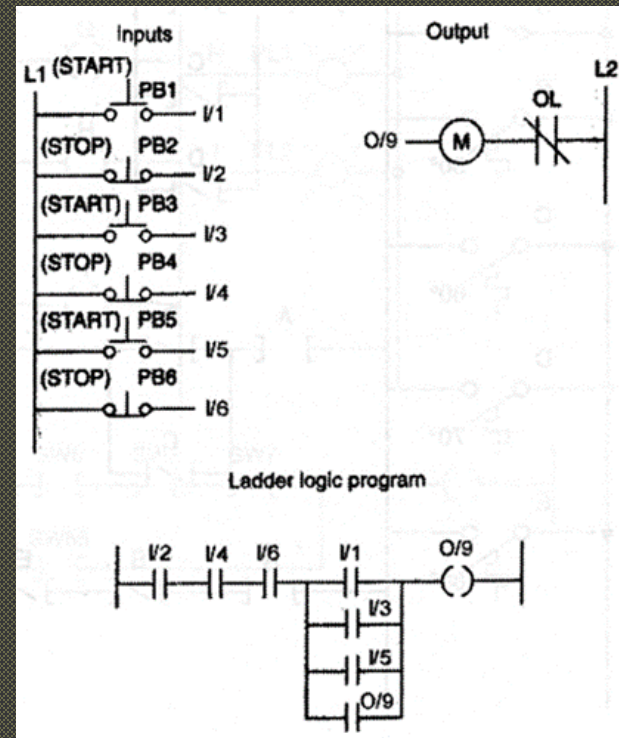 Inputs
Output
L1 (START)
PB1
I/1
(STOP) PB2
I/2
(START) PB3
I/3
(STOP) PB4
I/4
(START) PB5
I/5
(STOP) PB6
I/6
L2
OL
O/9
M
Ladder logic program
I/2 I/4 I/6 I/1 O/9
I/3
I/5
O/9